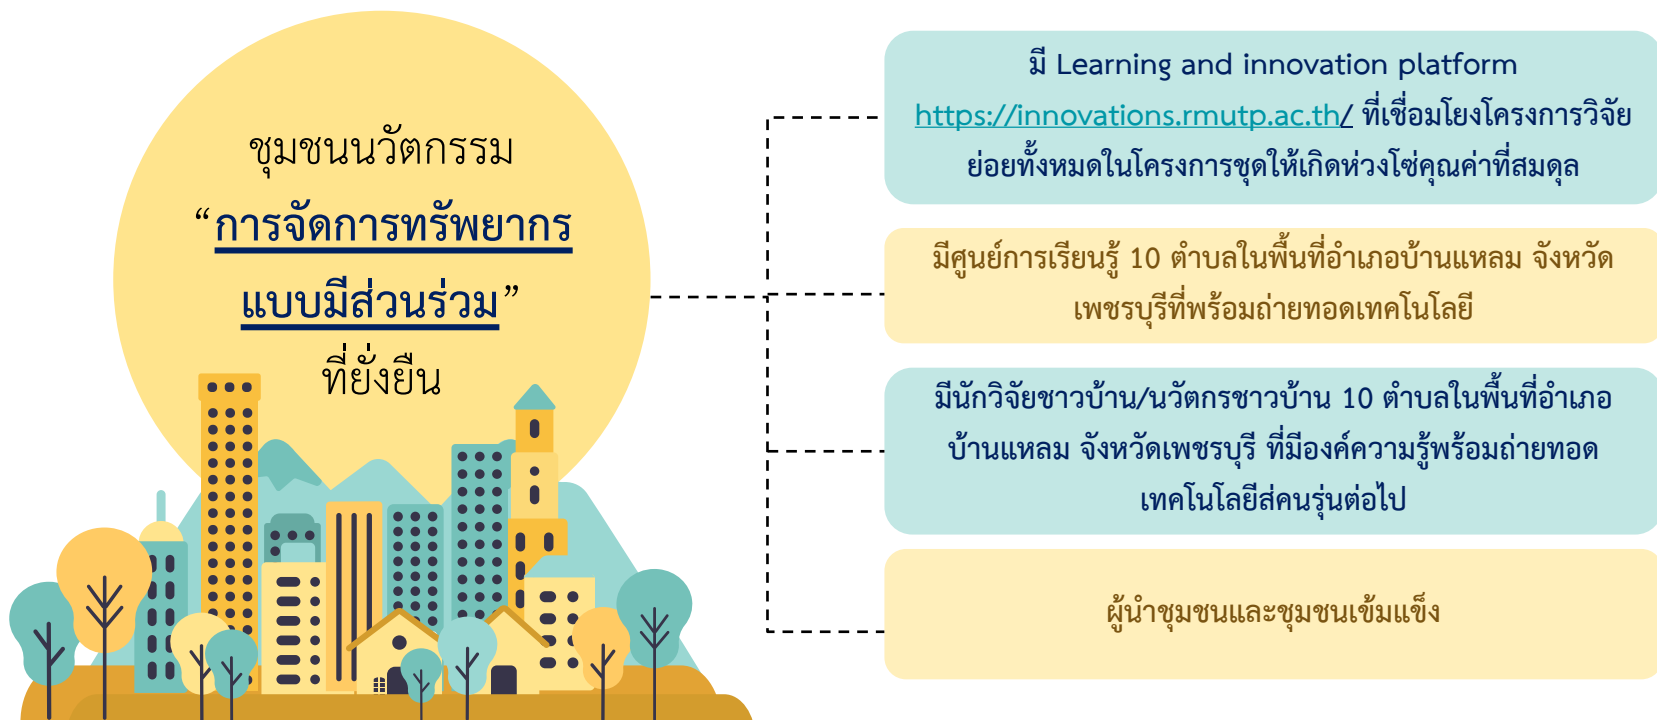 ชุมชนนวัตกรรม
“การจัดการทรัพยากร
แบบมีส่วนร่วม”
ที่ยั่งยืน
มี Learning and innovation platform
https://innovations.rmutp.ac.th/ ที่เชื่อมโยงโครงการวิจัย
ย่อยทั้งหมดในโครงการชุดให้เกิดห่วงโซ่คุณค่าที่สมดุล
มีศูนย์การเรียนรู้ 10 ตำบลในพื้นที่อำเภอบ้านแหลม จังหวัด
เพชรบุรีที่พร้อมถ่ายทอดเทคโนโลยี
มีนักวิจัยชาวบ้าน/นวัตกรชาวบ้าน 10 ตำบลในพื้นที่อำเภอ
บ้านแหลม จังหวัดเพชรบุรี ที่มีองค์ความรู้พร้อมถ่ายทอด
เทคโนโลยีส่คนรุ่นต่อไป
ผู้นำชุมชนและชุมชนเข้มแข็ง